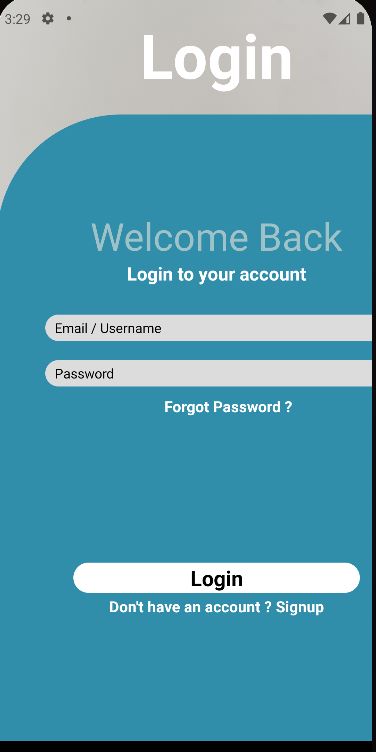 3:29
Login
Welcome Back
Login to your account
Email / Username
Password
Forgot Password ?
Login
Don't have an account ? Signup